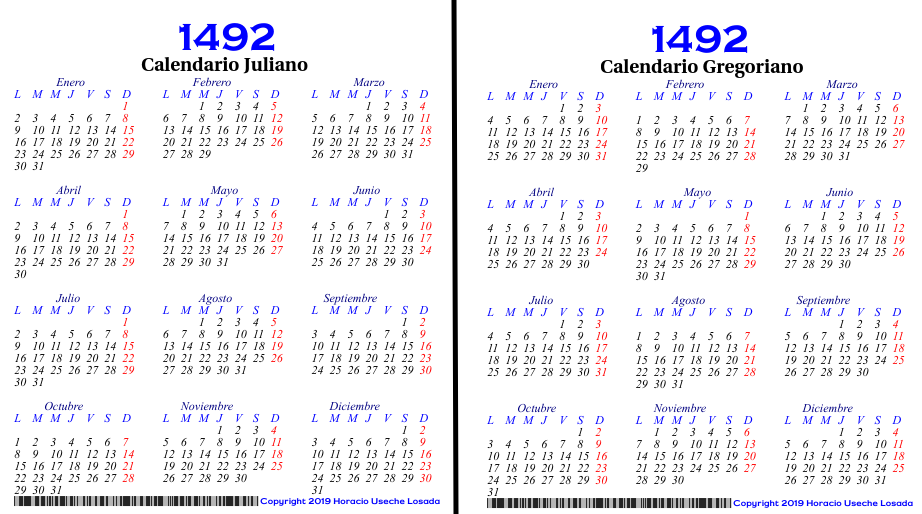 1492
Calendario Juliano
Enero
L M M J V S D
1
2 3 4 5 6 7 8
9 10 11 12 13 14 15
16 17 18 19 20 21 22
23 24 25 26 27 28 29
30 31
Febrero
L M M J V S D
1 2 3 4 5
6 7 8 9 10 11 12
13 14 15 16 17 18 19
20 21 22 23 24 25 26
27 28 29
Marzo
L M M J V S D
1 2 3 4
5 6 7 8 9 10 11
12 13 14 15 16 17 18
19 20 21 22 23 24 25
26 27 28 29 30 31
Abril
L M M J V S D
1
2 3 4 5 6 7 8
9 10 11 12 13 14 15
16 17 18 19 20 21 22
23 24 25 26 27 28 29
30
Mayo
L M M J V S D
1 2 3 4 5 6
7 8 9 10 11 12 13
14 15 16 17 18 19 20
21 22 23 24 25 26 27
28 29 30 31
Junio
L M M J V S D
1 2 3
4 5 6 7 8 9 10
11 12 13 14 15 16 17
18 19 20 21 22 23 24
25 26 27 28 29 30
Julio
L M M J V S D
1
2 3 4 5 6 7 8
9 10 11 12 13 14 15
16 17 18 19 20 21 22
23 24 25 26 27 28 29
30 31
Agosto
L M M J V S D
1 2 3 4 5
6 7 8 9 10 11 12
13 14 15 16 17 18 19
20 21 22 23 24 25 26
27 28 29 30 31
Septiembre
L M M J V S D
1 2
3 4 5 6 7 8 9
10 11 12 13 14 15 16
17 18 19 20 21 22 23
24 25 26 27 28 29 30
Octubre
L M M J V S D
1 2 3 4 5 6 7
8 9 10 11 12 13 14
15 16 17 18 19 20 21
22 23 24 25 26 27 28
29 30 31
Noviembre
L M M J V S D
1 2 3 4
5 6 7 8 9 10 11
12 13 14 15 16 17 18
19 20 21 22 23 24 25
26 27 28 29 30
Diciembre
L M M J V S D
1 2
3 4 5 6 7 8 9
10 11 12 13 14 15 16
17 18 19 20 21 22 23
24 25 26 27 28 29 30
31
Copyright 2019 Horacio Useche Losada
1492
Calendario Gregoriano
Enero
L M M J V S D
1 2 3
4 5 6 7 8 9 10
11 12 13 14 15 16 17
18 19 20 21 22 23 24
25 26 27 28 29 30 31
Febrero
L M M J V S D
1 2 3 4 5 6 7
8 9 10 11 12 13 14
15 16 17 18 19 20 21
22 23 24 25 26 27 28
29
Marzo
L M M J V S D
1 2 3 4 5 6
7 8 9 10 11 12 13
14 15 16 17 18 19 20
21 22 23 24 25 26 27
28 29 30 31
Abril
L M M J V S D
1 2 3
4 5 6 7 8 9 10
11 12 13 14 15 16 17
18 19 20 21 22 23 24
25 26 27 28 29 30
Mayo
L M M J V S D
1
2 3 4 5 6 7 8
9 10 11 12 13 14 15
16 17 18 19 20 21 22
23 24 25 26 27 28 29
30 31
Junio
L M M J V S D
1 2 3 4 5
6 7 8 9 10 11 12
13 14 15 16 17 18 19
20 21 22 23 24 25 26
27 28 29 30
Julio
L M M J V S D
1 2 3
4 5 6 7 8 9 10
11 12 13 14 15 16 17
18 19 20 21 22 23 24
25 26 27 28 29 30 31
Agosto
L M M J V S D
1 2 3 4 5 6 7
8 9 10 11 12 13 14
15 16 17 18 19 20 21
22 23 24 25 26 27 28
29 30 31
Septiembre
L M M J V S D
1 2 3 4
5 6 7 8 9 10 11
12 13 14 15 16 17 18
19 20 21 22 23 24 25
26 27 28 29 30
Octubre
L M M J V S D
1 2
3 4 5 6 7 8 9
10 11 12 13 14 15 16
17 18 19 20 21 22 23
24 25 26 27 28 29 30
31
Noviembre
L M M J V S D
1 2 3 4 5 6
7 8 9 10 11 12 13
14 15 16 17 18 19 20
21 22 23 24 25 26 27
28 29 30
Diciembre
L M M J V S D
1 2 3 4
5 6 7 8 9 10 11
12 13 14 15 16 17 18
19 20 21 22 23 24 25
26 27 28 29 30 31
Copyright 2019 Horacio Useche Losada